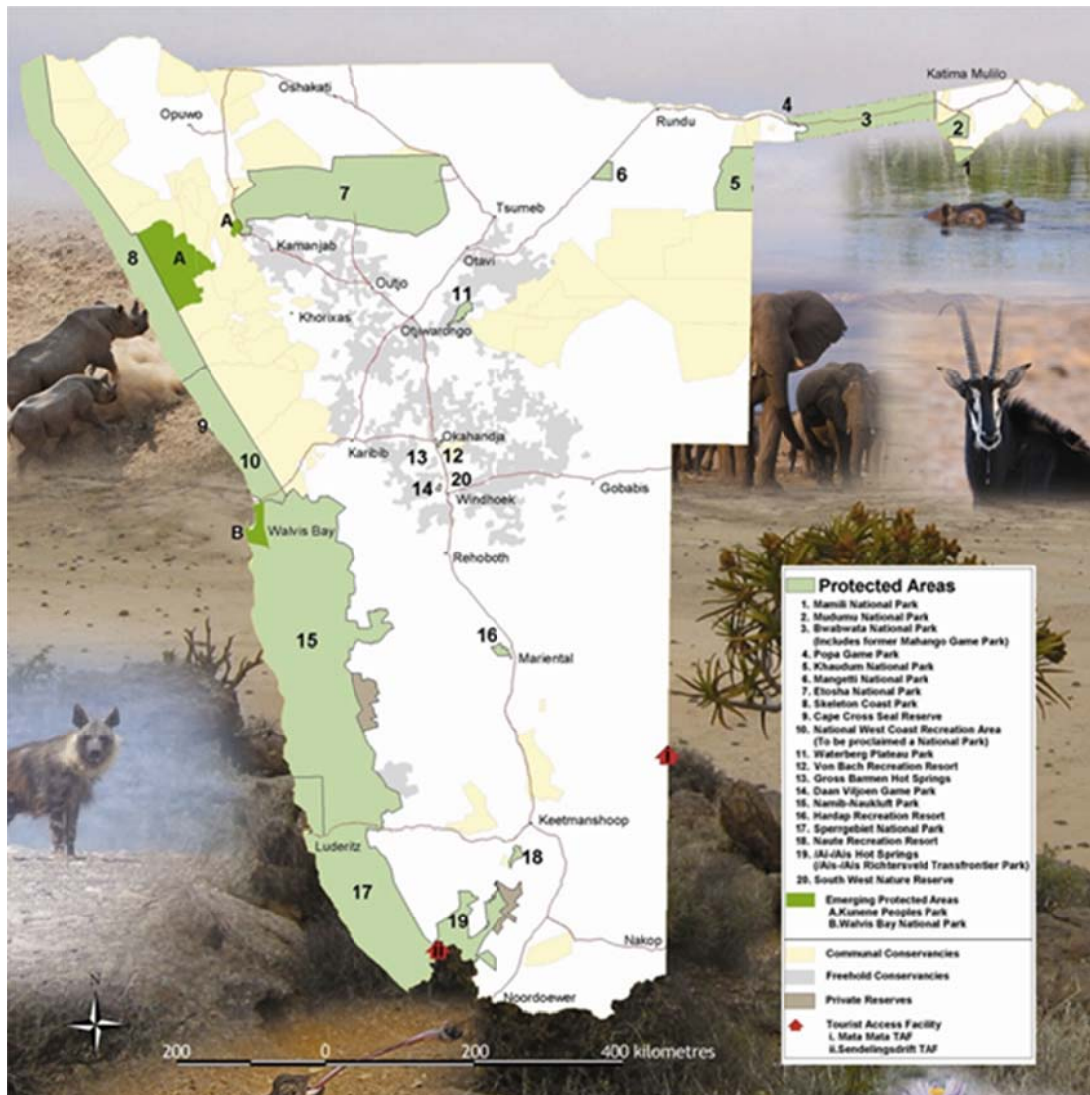 Katima Mulilo
Oshakati
4
Opuwo
Rundu
3
2
1
6
5
7
Tsumeb
A
Kamanjab
Otavi
8
A
Outjo
11
Khorixas
Otjiwarongo
9
Okahandja
Karibib
13
12
10
20
14
Gobabis
Windhoek
B
Walvis Bay
Rehoboth
15
16
Mariental
i
Keetmanshoop
Luderitz
18
17
19
Nakop
ii
Noordoewer
N
200 0 200 400 kilometres
Protected Areas
1. Mamili National Park
2. Mudumu National Park
3. Bwabwata National Park
(Includes former Mahango Game Park)
4. Popa Game Park
5. Khaudum National Park
6. Mangetti National Park
7. Etosha National Park
8. Skeleton Coast Park
9. Cape Cross Seal Reserve
10. National West Coast Recreation Area
(To be proclaimed a National Park)
11. Waterberg Plateau Park
12. Von Bach Recreation Resort
13. Gross Barmen Hot Springs
14. Daan Viljoen Game Park
15. Namib-Naukluft Park
16. Hardap Recreation Resort
17. Sperrgebiet National Park
18. Naute Recreation Resort
19. /Ai-/Ais Hot Springs
(/Ais-/Ais Richtersveld Transfrontier Park)
20. South West Nature Reserve
Emerging Protected Areas
A.Kunene Peoples Park
B.Walvis Bay National Park
Communal Conservancies
Freehold Conservancies
Private Reserves
Tourist Access Facility
i. Mata Mata TAF
ii.Sendelingsdrift TAF